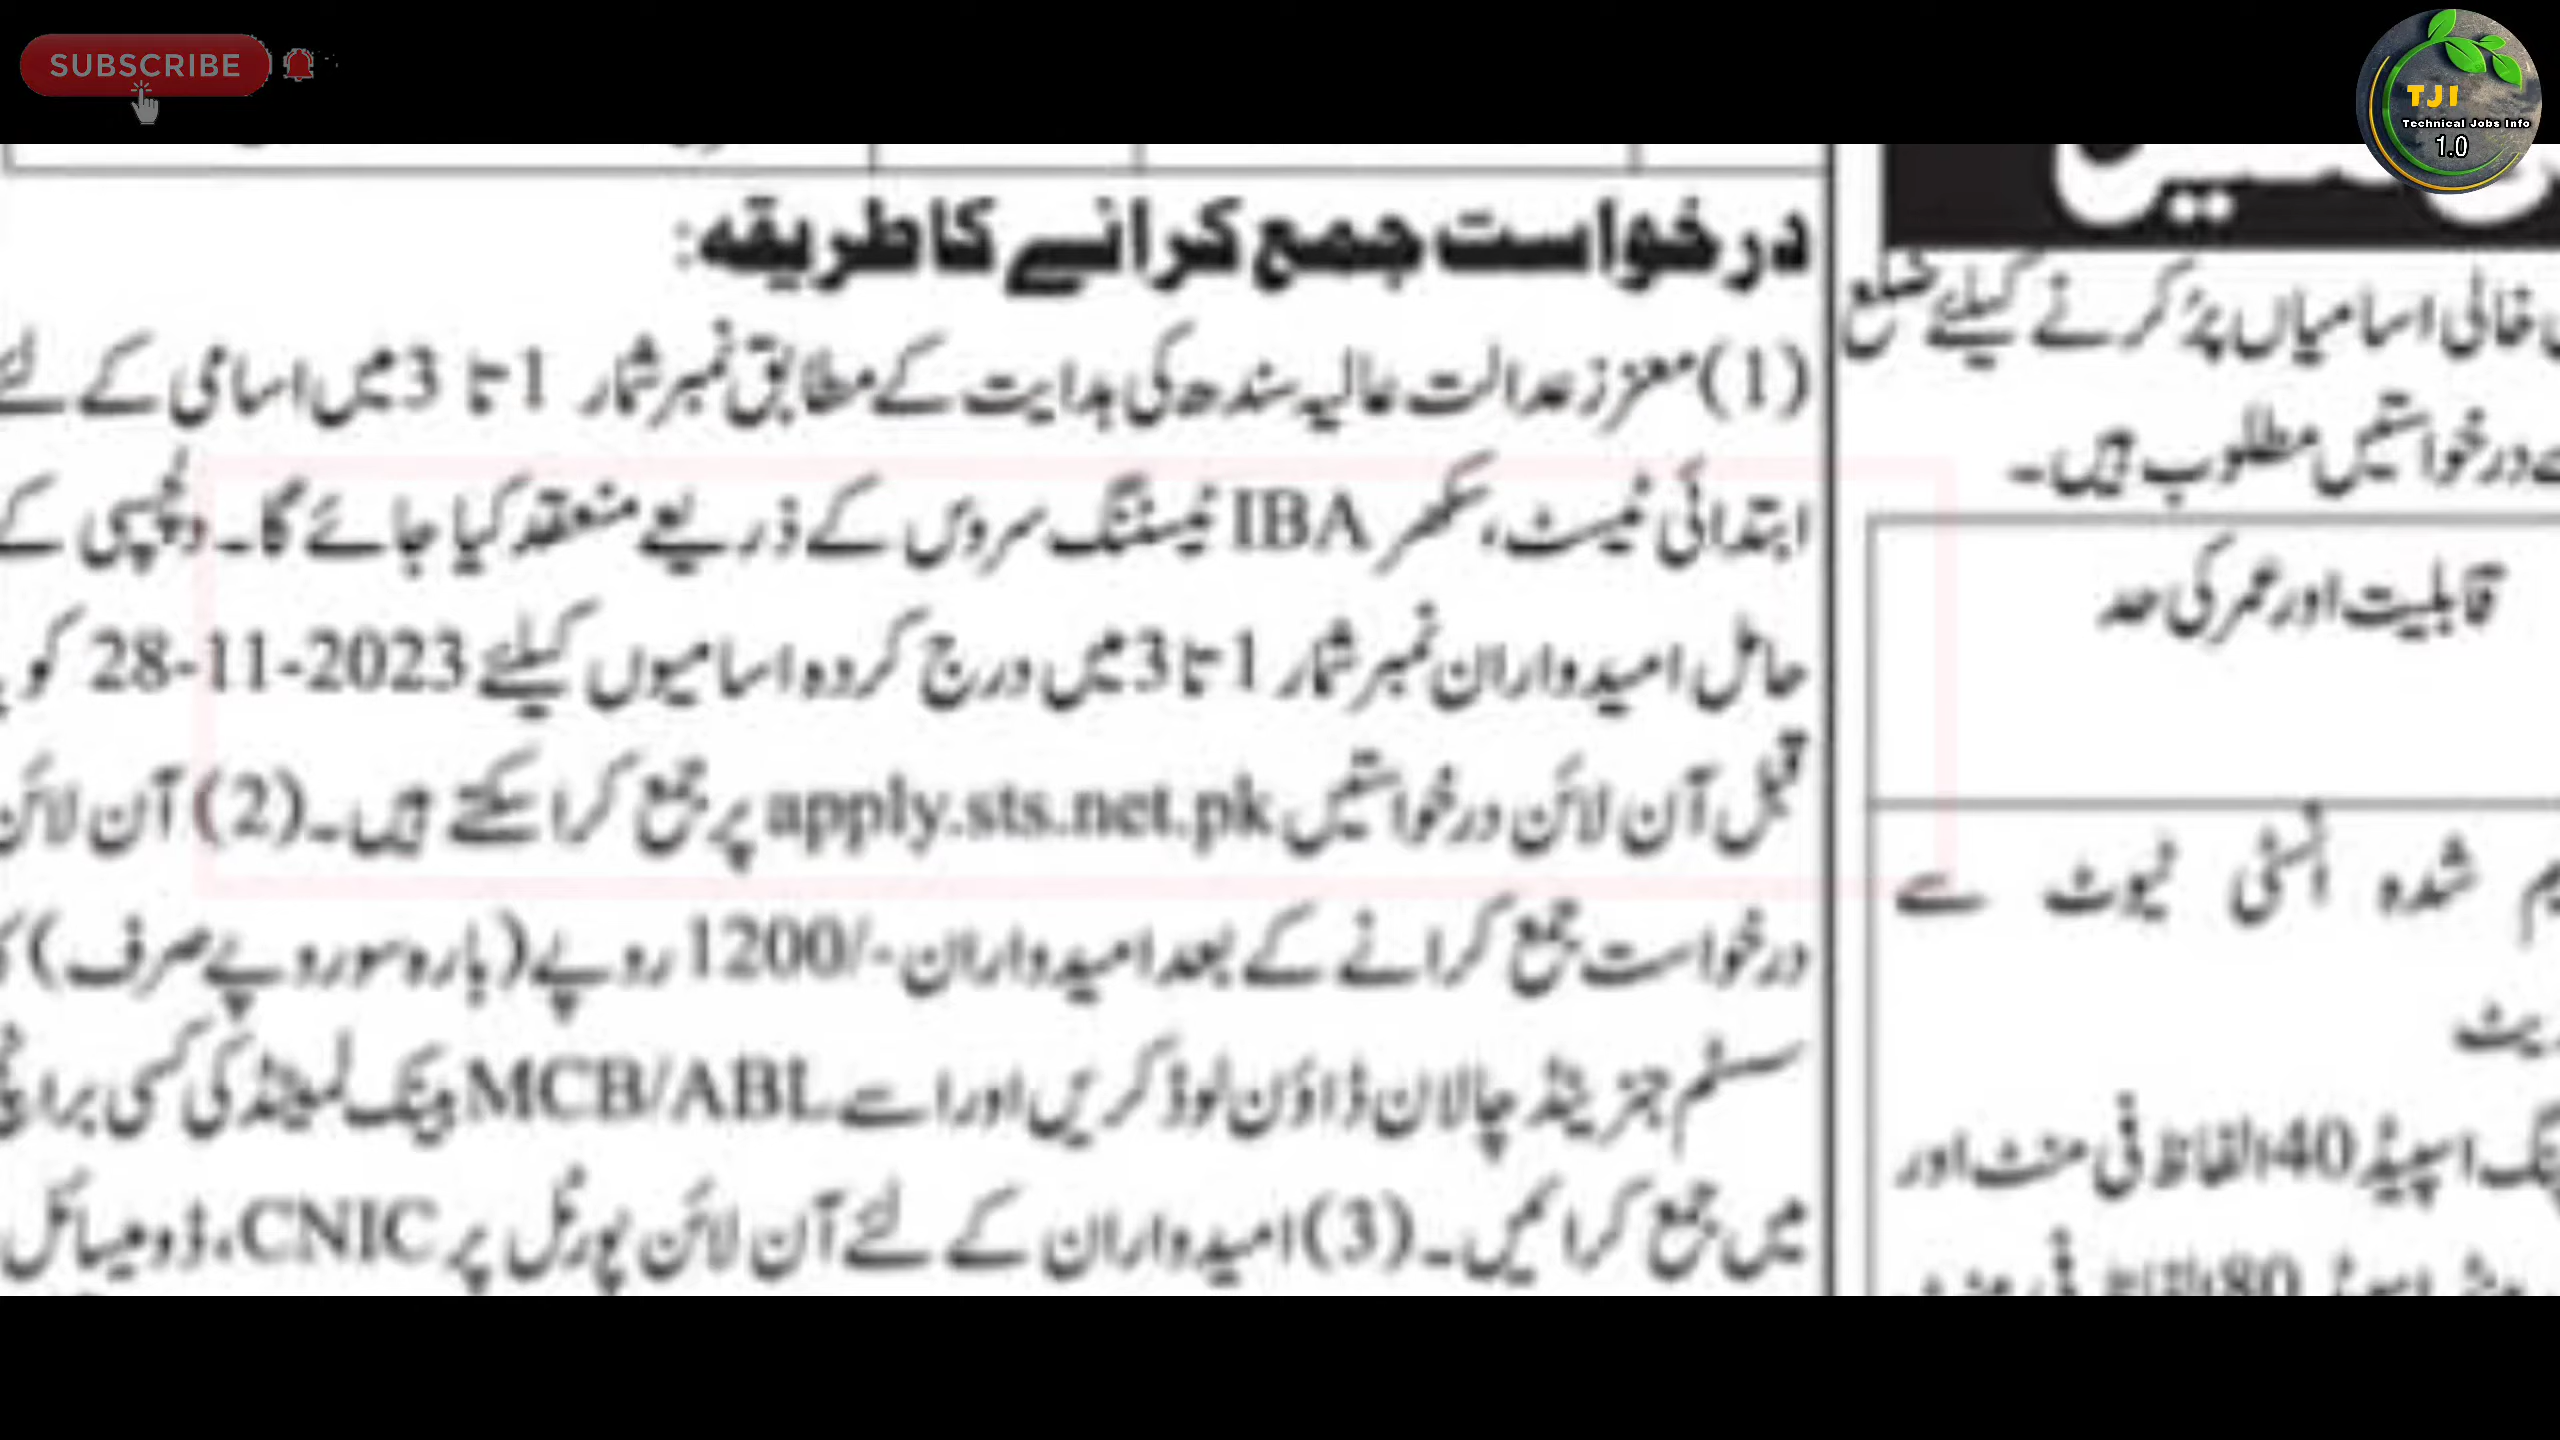 SUBSCRIBE
TJI
Technical Jobs Info
1.0
خالی اسامیاں پُر کرنے کیلئے ضلع
درخواستیں مطلوب ہیں۔
قابلیت اور عمر کی حد
شدہ انسٹی ٹیوٹ سے
اسپیڈ 40 الفاظ فی منٹ اور
درخواست جمع کرانے کا طریقہ:
(1) معزز عدالت عالیہ سندھ کی ہدایت کے مطابق نمبر شمار 1 تا 3 میں اسامی کے لئے
ابتدائی ٹیسٹ، سکھر IBA ٹیسٹنگ سروس کے ذریعے منعقد کیا جائے گا۔ دلچسپی کے
حامل امیدواران نمبر شمار 1 تا 3 میں درج کردہ اسامیوں کیلئے 28-11-2023 کو
قبل آن لائن درخواستیں apply.sts.net.pk پر جمع کرا سکتے ہیں۔ (2) آن لائن
درخواست جمع کرانے کے بعد امیدواران -/1200 روپے (بارہ سو روپے صرف)
سسٹم جنریٹڈ چالان ڈاؤن لوڈ کریں اور اسے MCB/ABL بینک لمیٹڈ کی کسی برانچ
میں جمع کرائیں۔ (3) امیدواران کے لئے آن لائن پورٹل پر CNIC، ڈومیسائل